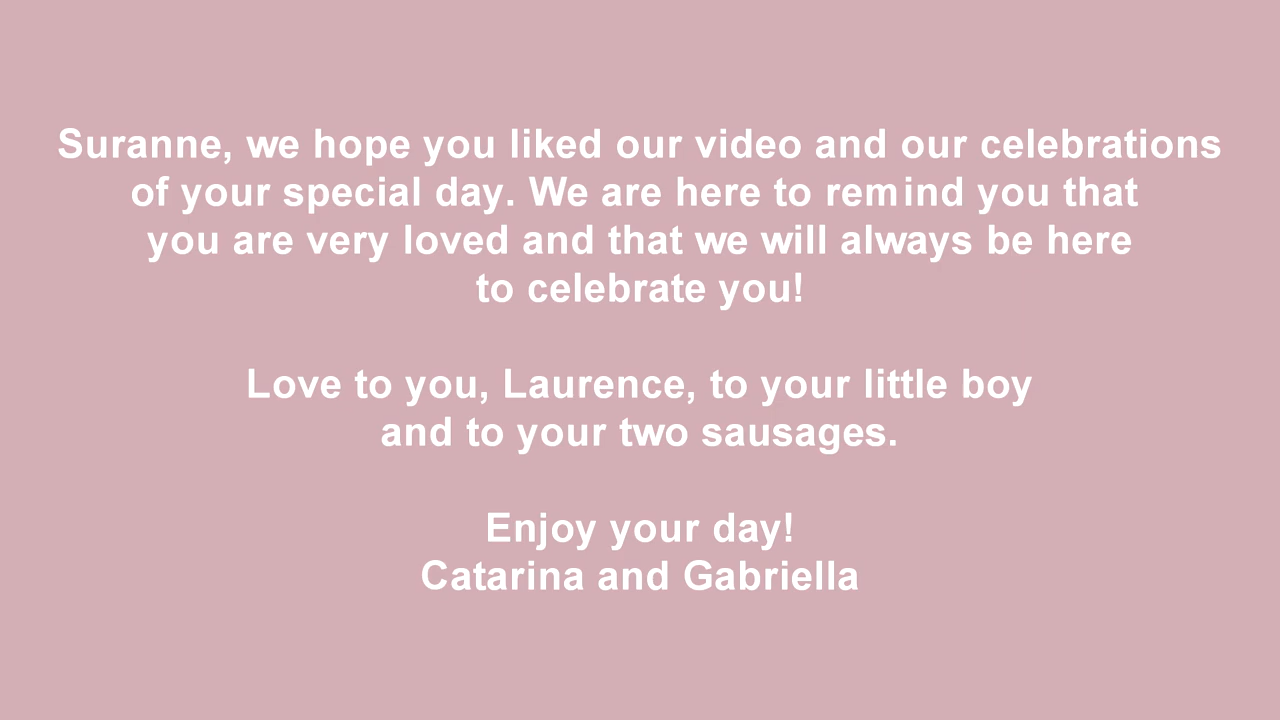 Suranne, we hope you liked our video and our celebrations
of your special day. We are here to remind you that
you are very loved and that we will always be here
to celebrate you!
Love to you, Laurence, to your little boy
and to your two sausages.
Enjoy your day!
Catarina and Gabriella